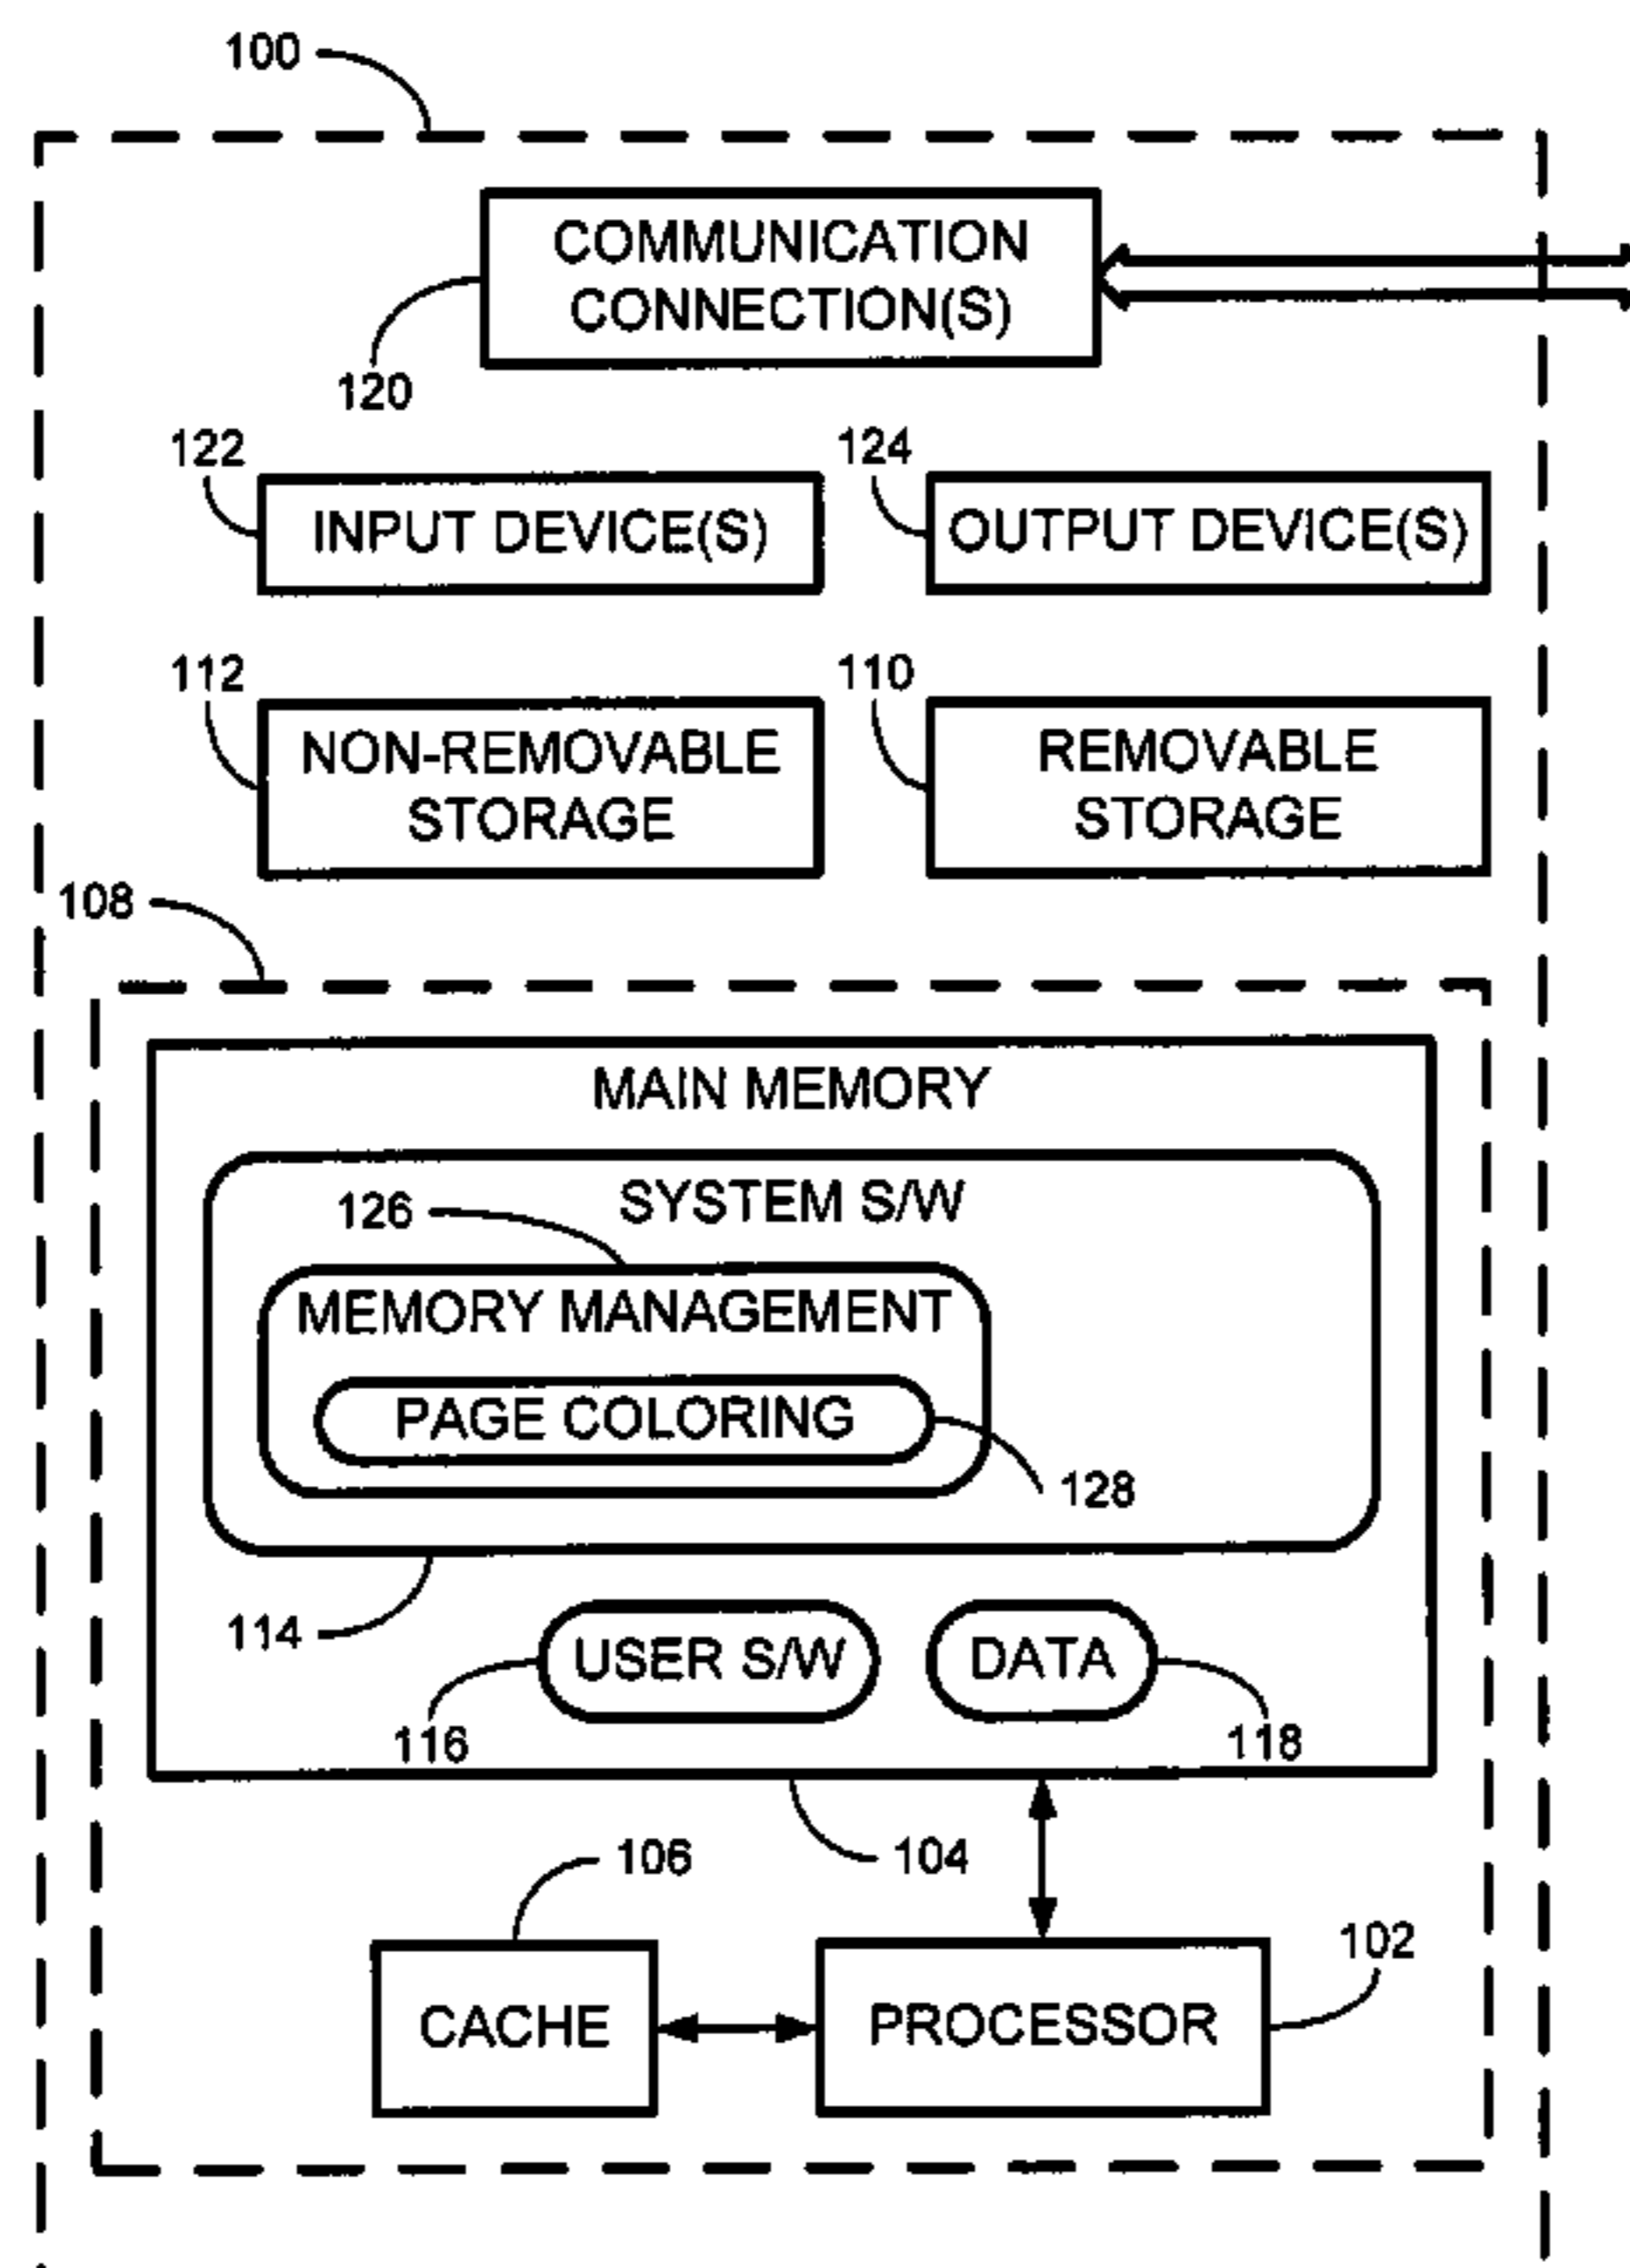 100
COMMUNICATION
CONNECTION(S)
120
122
124
INPUT DEVICE(S)
OUTPUT DEVICE(S)
112
110
NON-REMOVABLE
STORAGE
REMOVABLE
STORAGE
108
MAIN MEMORY
SYSTEM S/W
126
MEMORY MANAGEMENT
PAGE COLORING
128
114
USER S/W
DATA
116
118
106
104
102
CACHE
PROCESSOR